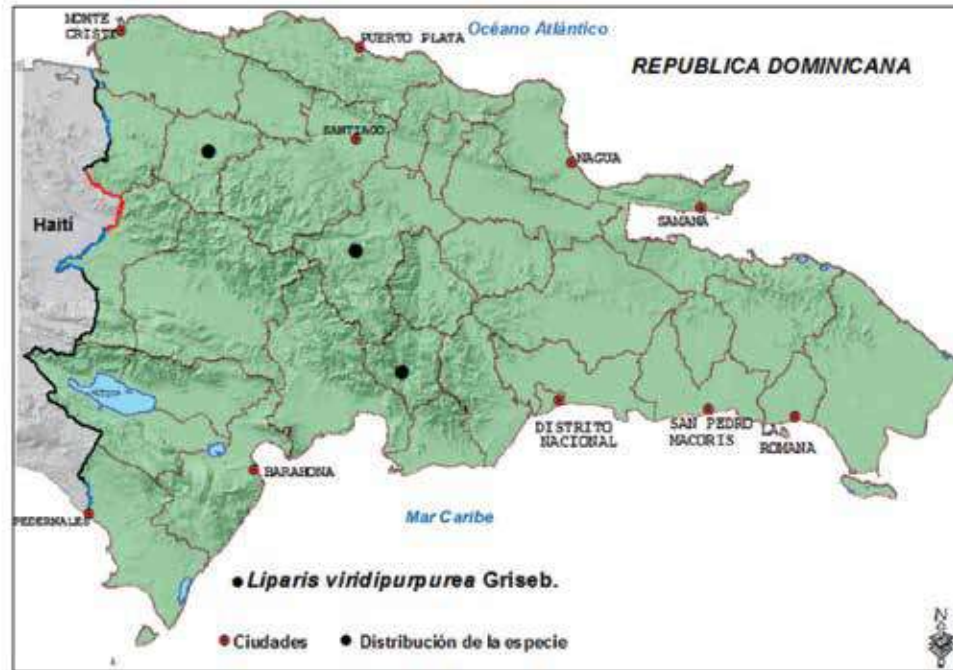 MONTE
CRISTI
PUERTO PLATA
Océano Atlántico
REPUBLICA DOMINICANA
SANTIAGO
NAGUA
SAMANA
Haití
DISTRITO
NACIONAL
SAN PEDRO
MACORIS
LA
ROMANA
BARAHONA
PEDERNALES
Mar Caribe
Liparis viridipurpurea Griseb.
Ciudades
Distribución de la especie
N